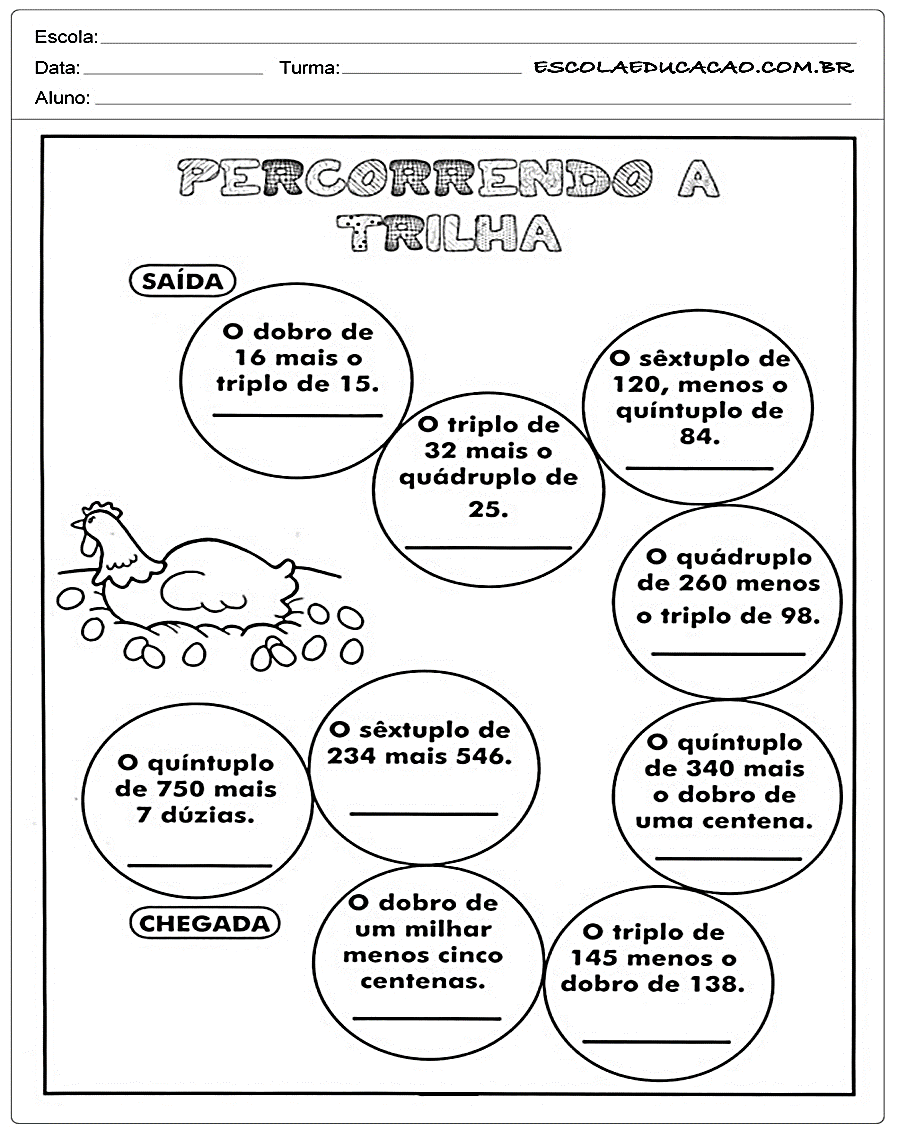 Escola:
Data: Turma: ESCOLAEDUCACAO.COM.BR
Aluno:
PERCORRENDO A
TRILHA
SAÍDA
O dobro de
16 mais o
triplo de 15.
O triplo de
32 mais o
quádruplo de
25.
O sêxtuplo de
120, menos o
quíntuplo de
84.
O quádruplo
de 260 menos
o triplo de 98.
O quíntuplo
de 340 mais
o dobro de
uma centena.
O triplo de
145 menos o
dobro de 138.
O dobro de
um milhar
menos cinco
centenas.
O sêxtuplo de
234 mais 546.
O quíntuplo
de 750 mais
7 dúzias.
CHEGADA